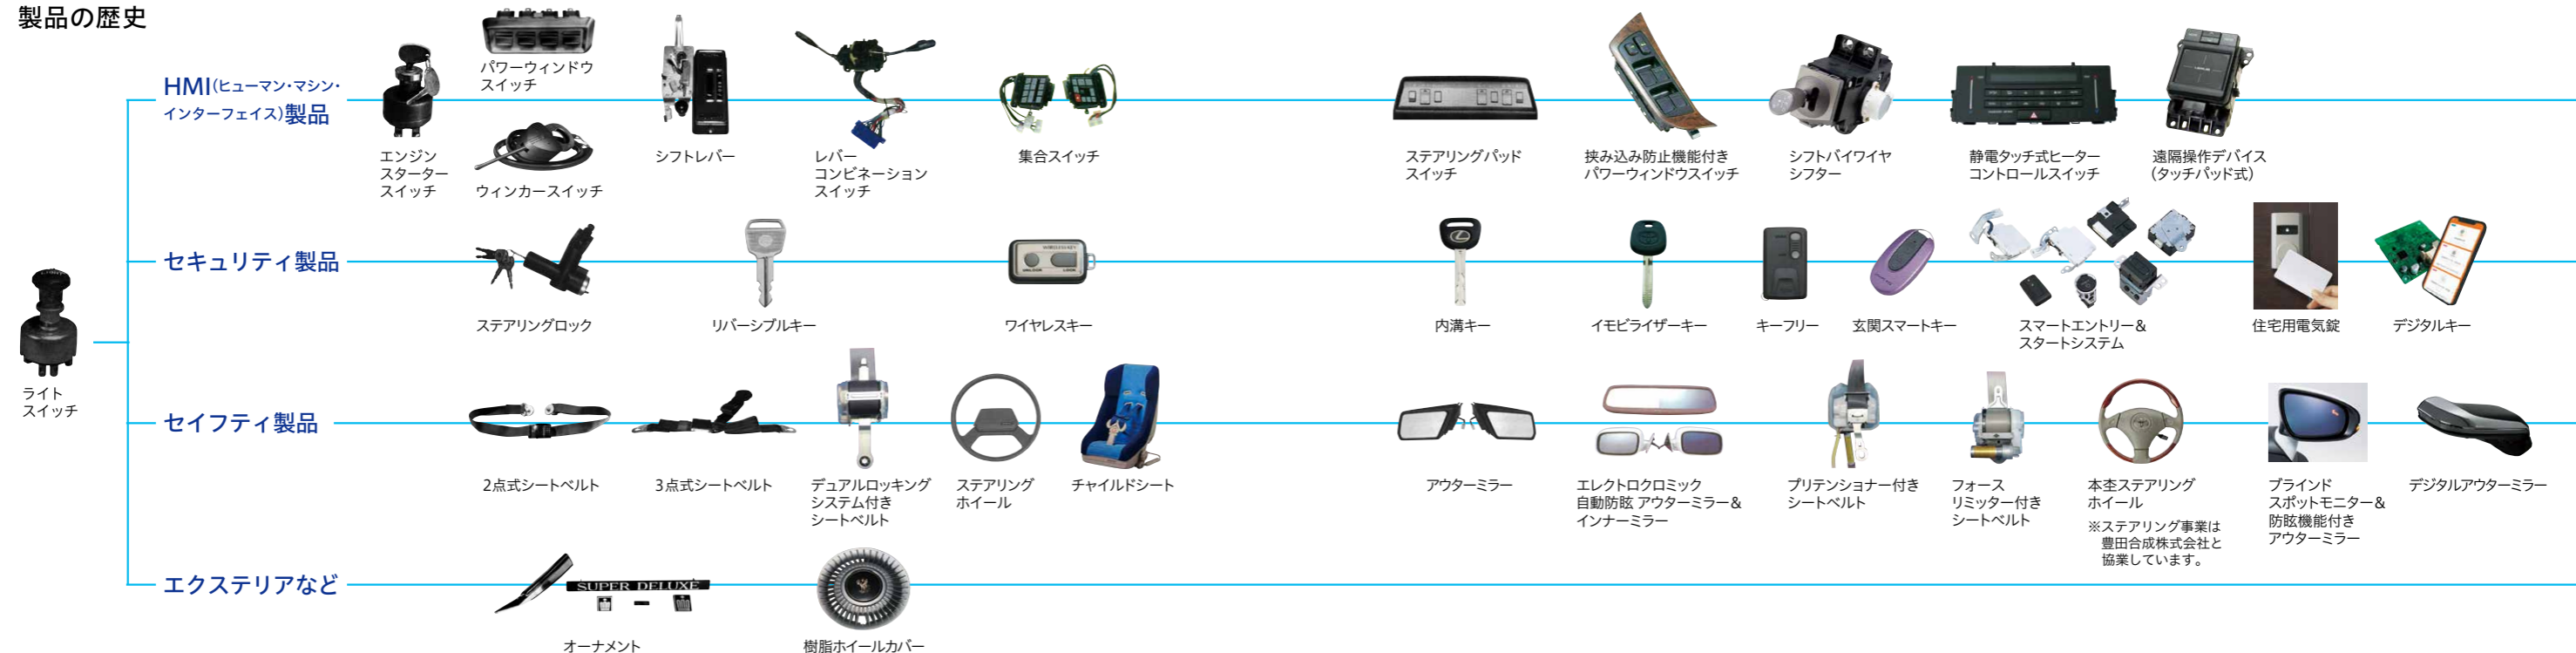 製品の歴史
HMI(ヒューマン・マシン・
インターフェイス)製品
エンジン
スターター
スイッチ
パワーウィンドウ
スイッチ
ウィンカースイッチ
シフトレバー
レバー
コンビネーション
スイッチ
集合スイッチ
ステアリングパッド
スイッチ
挟み込み防止機能付き
パワーウィンドウスイッチ
シフトバイワイヤ
シフター
静電タッチ式ヒーター
コントロールスイッチ
遠隔操作デバイス
(タッチパッド式)
セキュリティ製品
ステアリングロック
リバーシブルキー
WIRELESS KEY
UNLOCK LOCK
ワイヤレスキー
内溝キー
イモビライザーキー
キーフリー
玄関スマートキー
スマートエントリー&
スタートシステム
住宅用電気錠
デジタルキー
ライト
スイッチ
セイフティ製品
2点式シートベルト
3点式シートベルト
デュアルロッキング
システム付き
シートベルト
ステアリング
ホイール
チャイルドシート
アウターミラー
エレクトロクロミック
自動防眩 アウターミラー&
インナーミラー
プリテンショナー付き
シートベルト
フォース
リミッター付き
シートベルト
本杢ステアリング
ホイール
※ステアリング事業は
豊田合成株式会社と
協業しています。
ブラインド
スポットモニター&
防眩機能付き
アウターミラー
デジタルアウターミラー
エクステリアなど
SUPER DELUXE
オーナメント
樹脂ホイールカバー